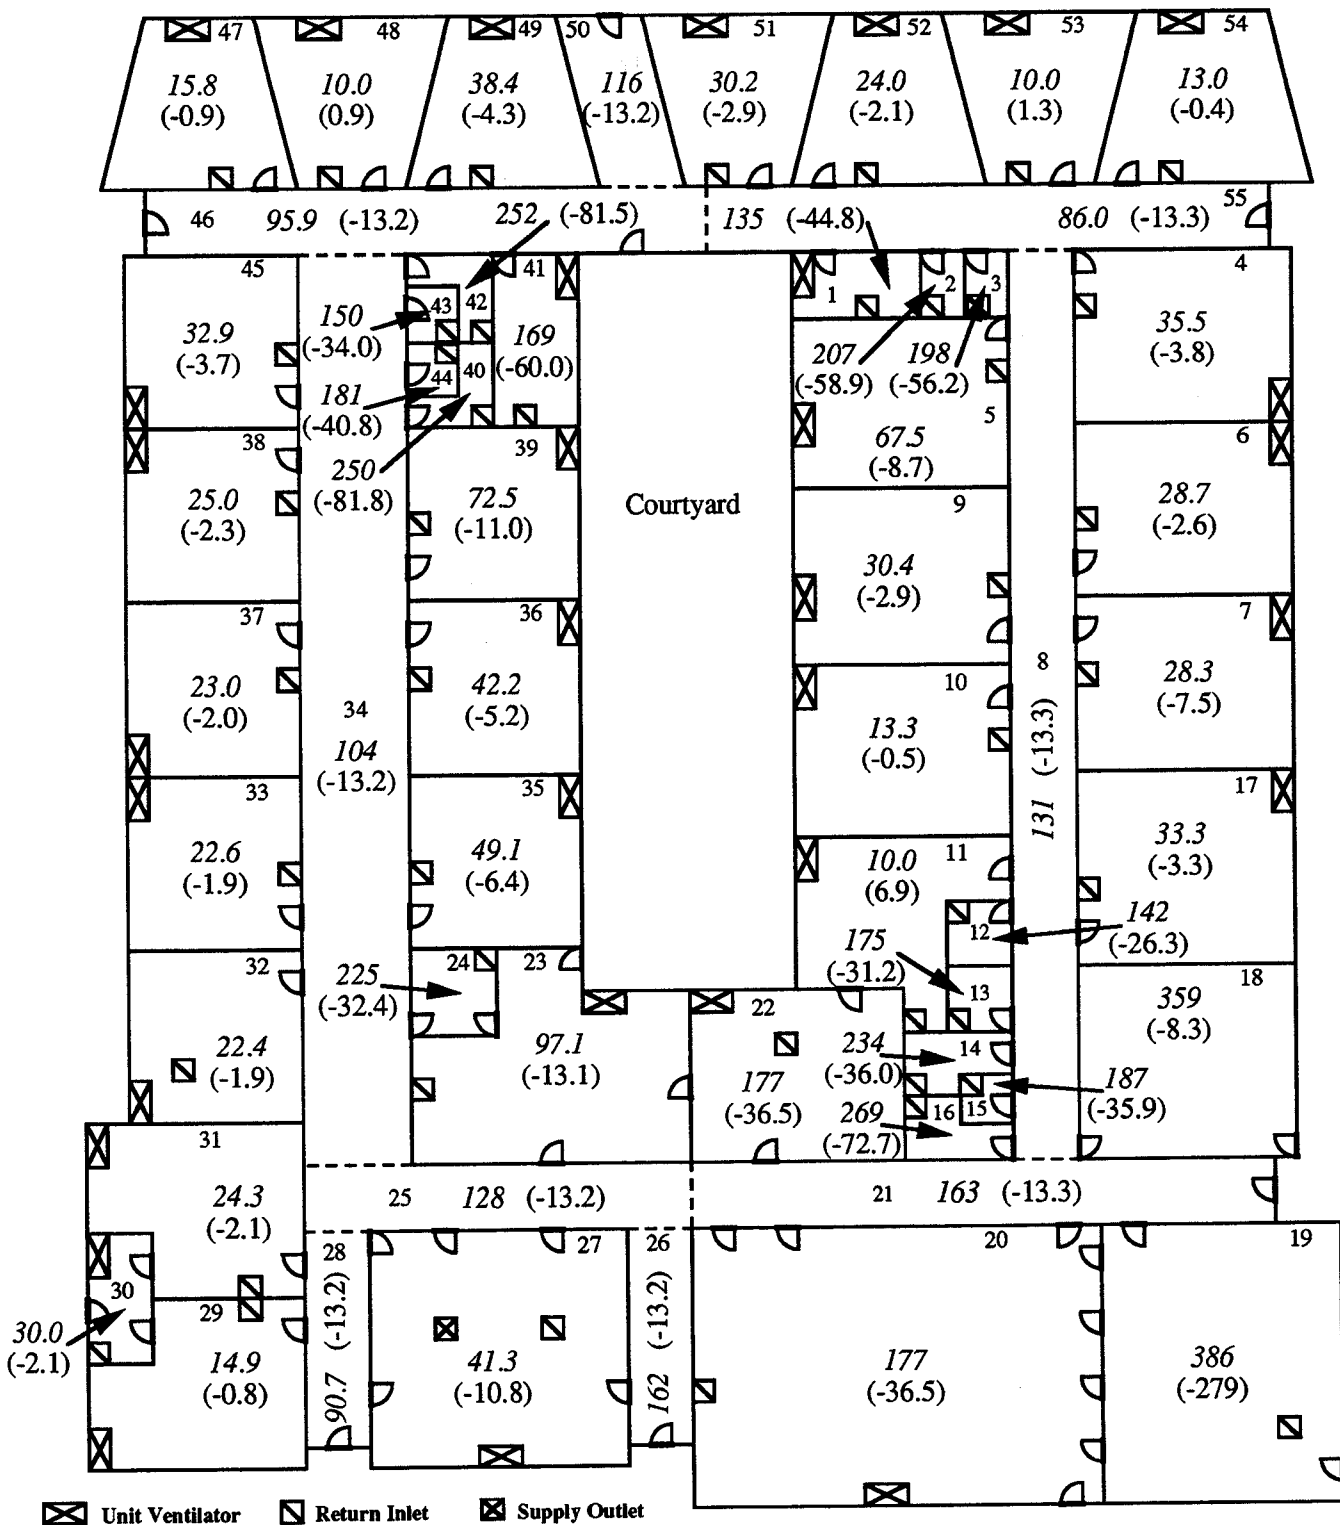 47 48 49 50 51 52 53 54
15.8 10.0 38.4 116 30.2 24.0 10.0 13.0
(-0.9) (0.9) (-4.3) (-13.2) (-2.9) (-2.1) (1.3) (-0.4)
46 95.9 (-13.2) 252 (-81.5) 135 (-44.8) 86.0 (-13.3) 55
45 41 4
43 42 1 2 3
32.9 150 169 35.5
(-3.7) (-34.0) (-60.0) (-3.8)
44 40 207 198
181 (-58.9) (-56.2)
(-40.8) 5
38 39 67.5 6
250 (-8.7)
25.0 (-81.8) 72.5 Courtyard 9 28.7
(-2.3) (-11.0) (-2.6)
30.4
(-2.9)
37 36 7
8
23.0 42.2 10 28.3
(-2.0) 34 (-5.2) 13.3 (-7.5)
104 (-0.5)
(-13.2) 131 (-13.3)
33 35 17
22.6 49.1 10.0 11 33.3
(-1.9) (-6.4) (6.9) (-3.3)
12 142
175 (-26.3)
32 24 23 (-31.2)
225 13 18
(-32.4) 22 359
(-8.3)
22.4 97.1 234 14
(-1.9) (-13.1) 177 (-36.0) 187
(-36.5) 269 16 15 (-35.9)
(-72.7)
31
24.3 25 128 (-13.2) 21 163 (-13.3)
(-2.1)
28 27 26 20 19
30 90.7 (-13.2) 162 (-13.2)
29
30.0 14.9 41.3 177 386
(-2.1) (-0.8) (-10.8) (-36.5) (-279)
Unit Ventilator Return Inlet Supply Outlet